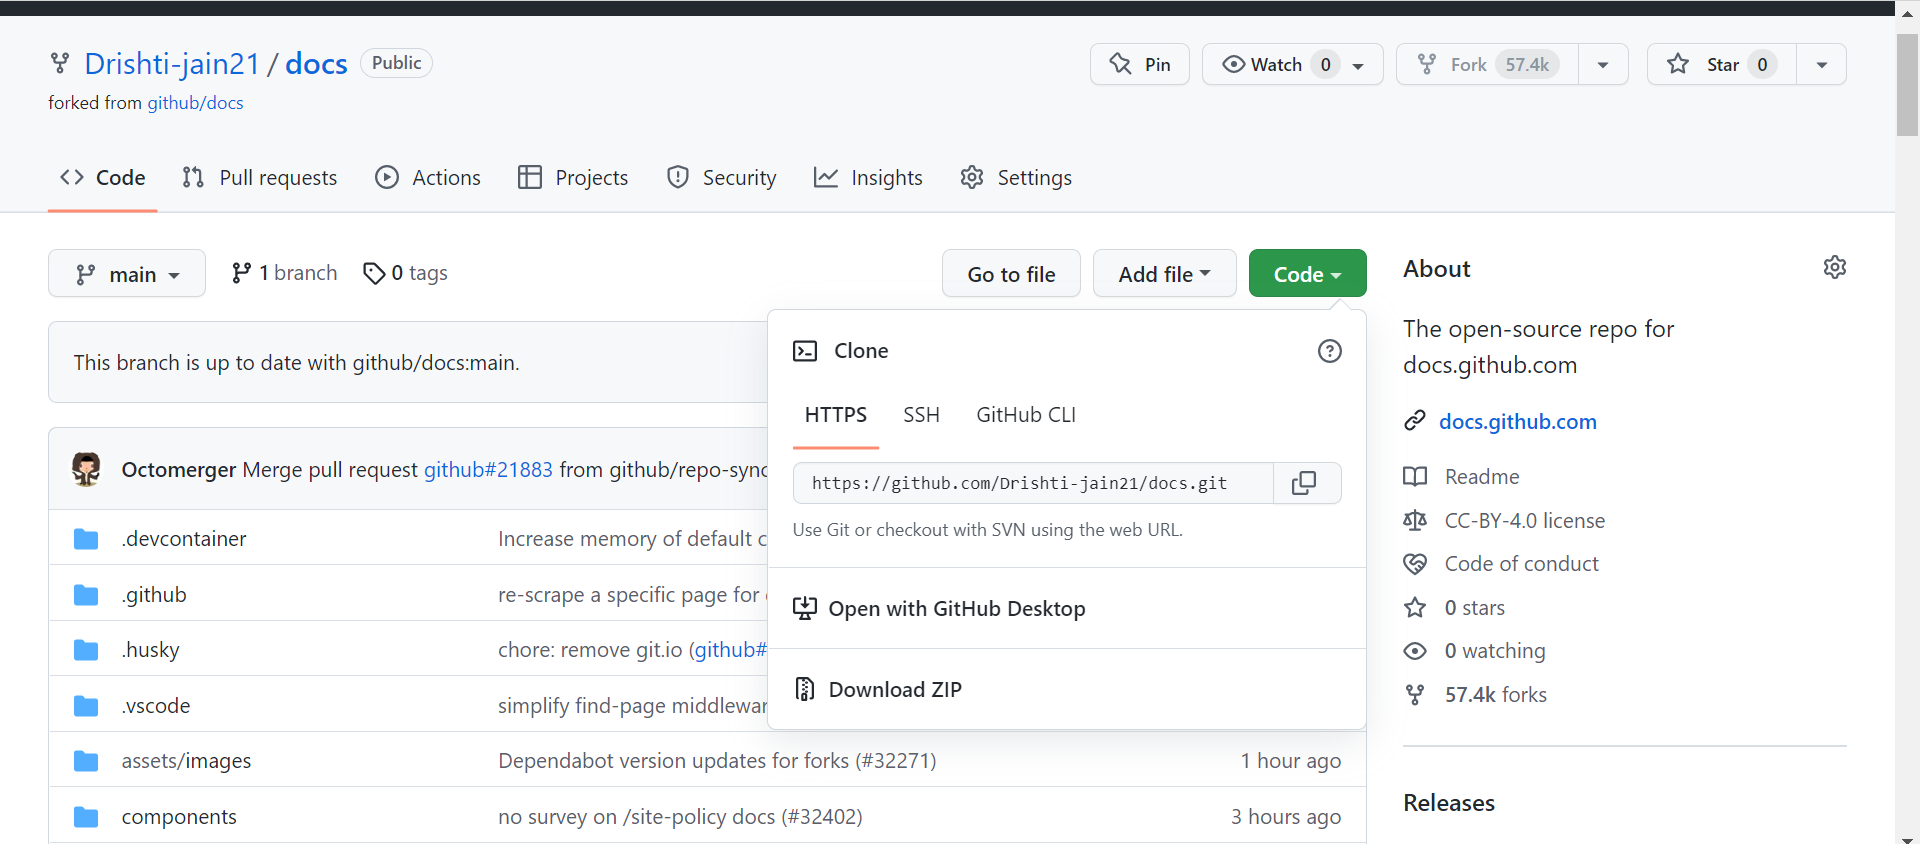 Drishti-jain21 / docs Public
Pin Watch 0 Fork 57.4k Star 0
forked from github/docs
Code Pull requests Actions Projects Security Insights Settings
main 1 branch 0 tags Go to file Add file Code
About
The open-source repo for
docs.github.com
docs.github.com
Readme
CC-BY-4.0 license
Code of conduct
0 stars
0 watching
57.4k forks
Releases
Clone
HTTPS SSH GitHub CLI
https://github.com/Drishti-jain21/docs.git
Use Git or checkout with SVN using the web URL.
Open with GitHub Desktop
Download ZIP
This branch is up to date with github/docs:main.
Octomerger Merge pull request github#21883 from github/repo-sync
.devcontainer Increase memory of default c
.github re-scrape a specific page for
.husky chore: remove git.io (github#
.vscode simplify find-page middlewar
assets/images Dependabot version updates for forks (#32271) 1 hour ago
components no survey on /site-policy docs (#32402) 3 hours ago